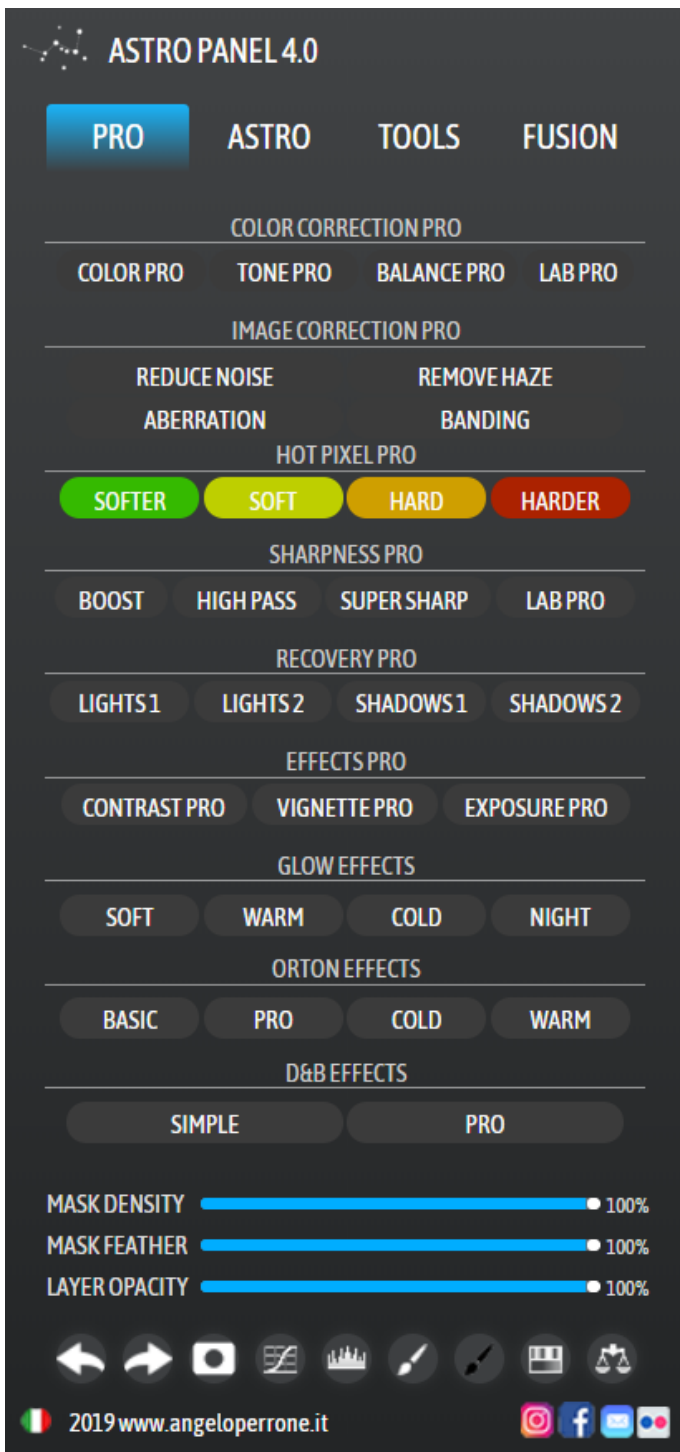 ASTRO PANEL 4.0
PRO ASTRO TOOLS FUSION
COLOR CORRECTION PRO
COLOR PRO TONE PRO BALANCE PRO LAB PRO
IMAGE CORRECTION PRO
REDUCE NOISE REMOVE HAZE
ABERRATION BANDING
HOT PIXEL PRO
SOFTER SOFT HARD HARDER
SHARPNESS PRO
BOOST HIGH PASS SUPER SHARP LAB PRO
RECOVERY PRO
LIGHTS 1 LIGHTS 2 SHADOWS 1 SHADOWS 2
EFFECTS PRO
CONTRAST PRO VIGNETTE PRO EXPOSURE PRO
GLOW EFFECTS
SOFT WARM COLD NIGHT
ORTON EFFECTS
BASIC PRO COLD WARM
D&B EFFECTS
SIMPLE PRO
MASK DENSITY 100%
MASK FEATHER 100%
LAYER OPACITY 100%
2019 www.angeloperrone.it